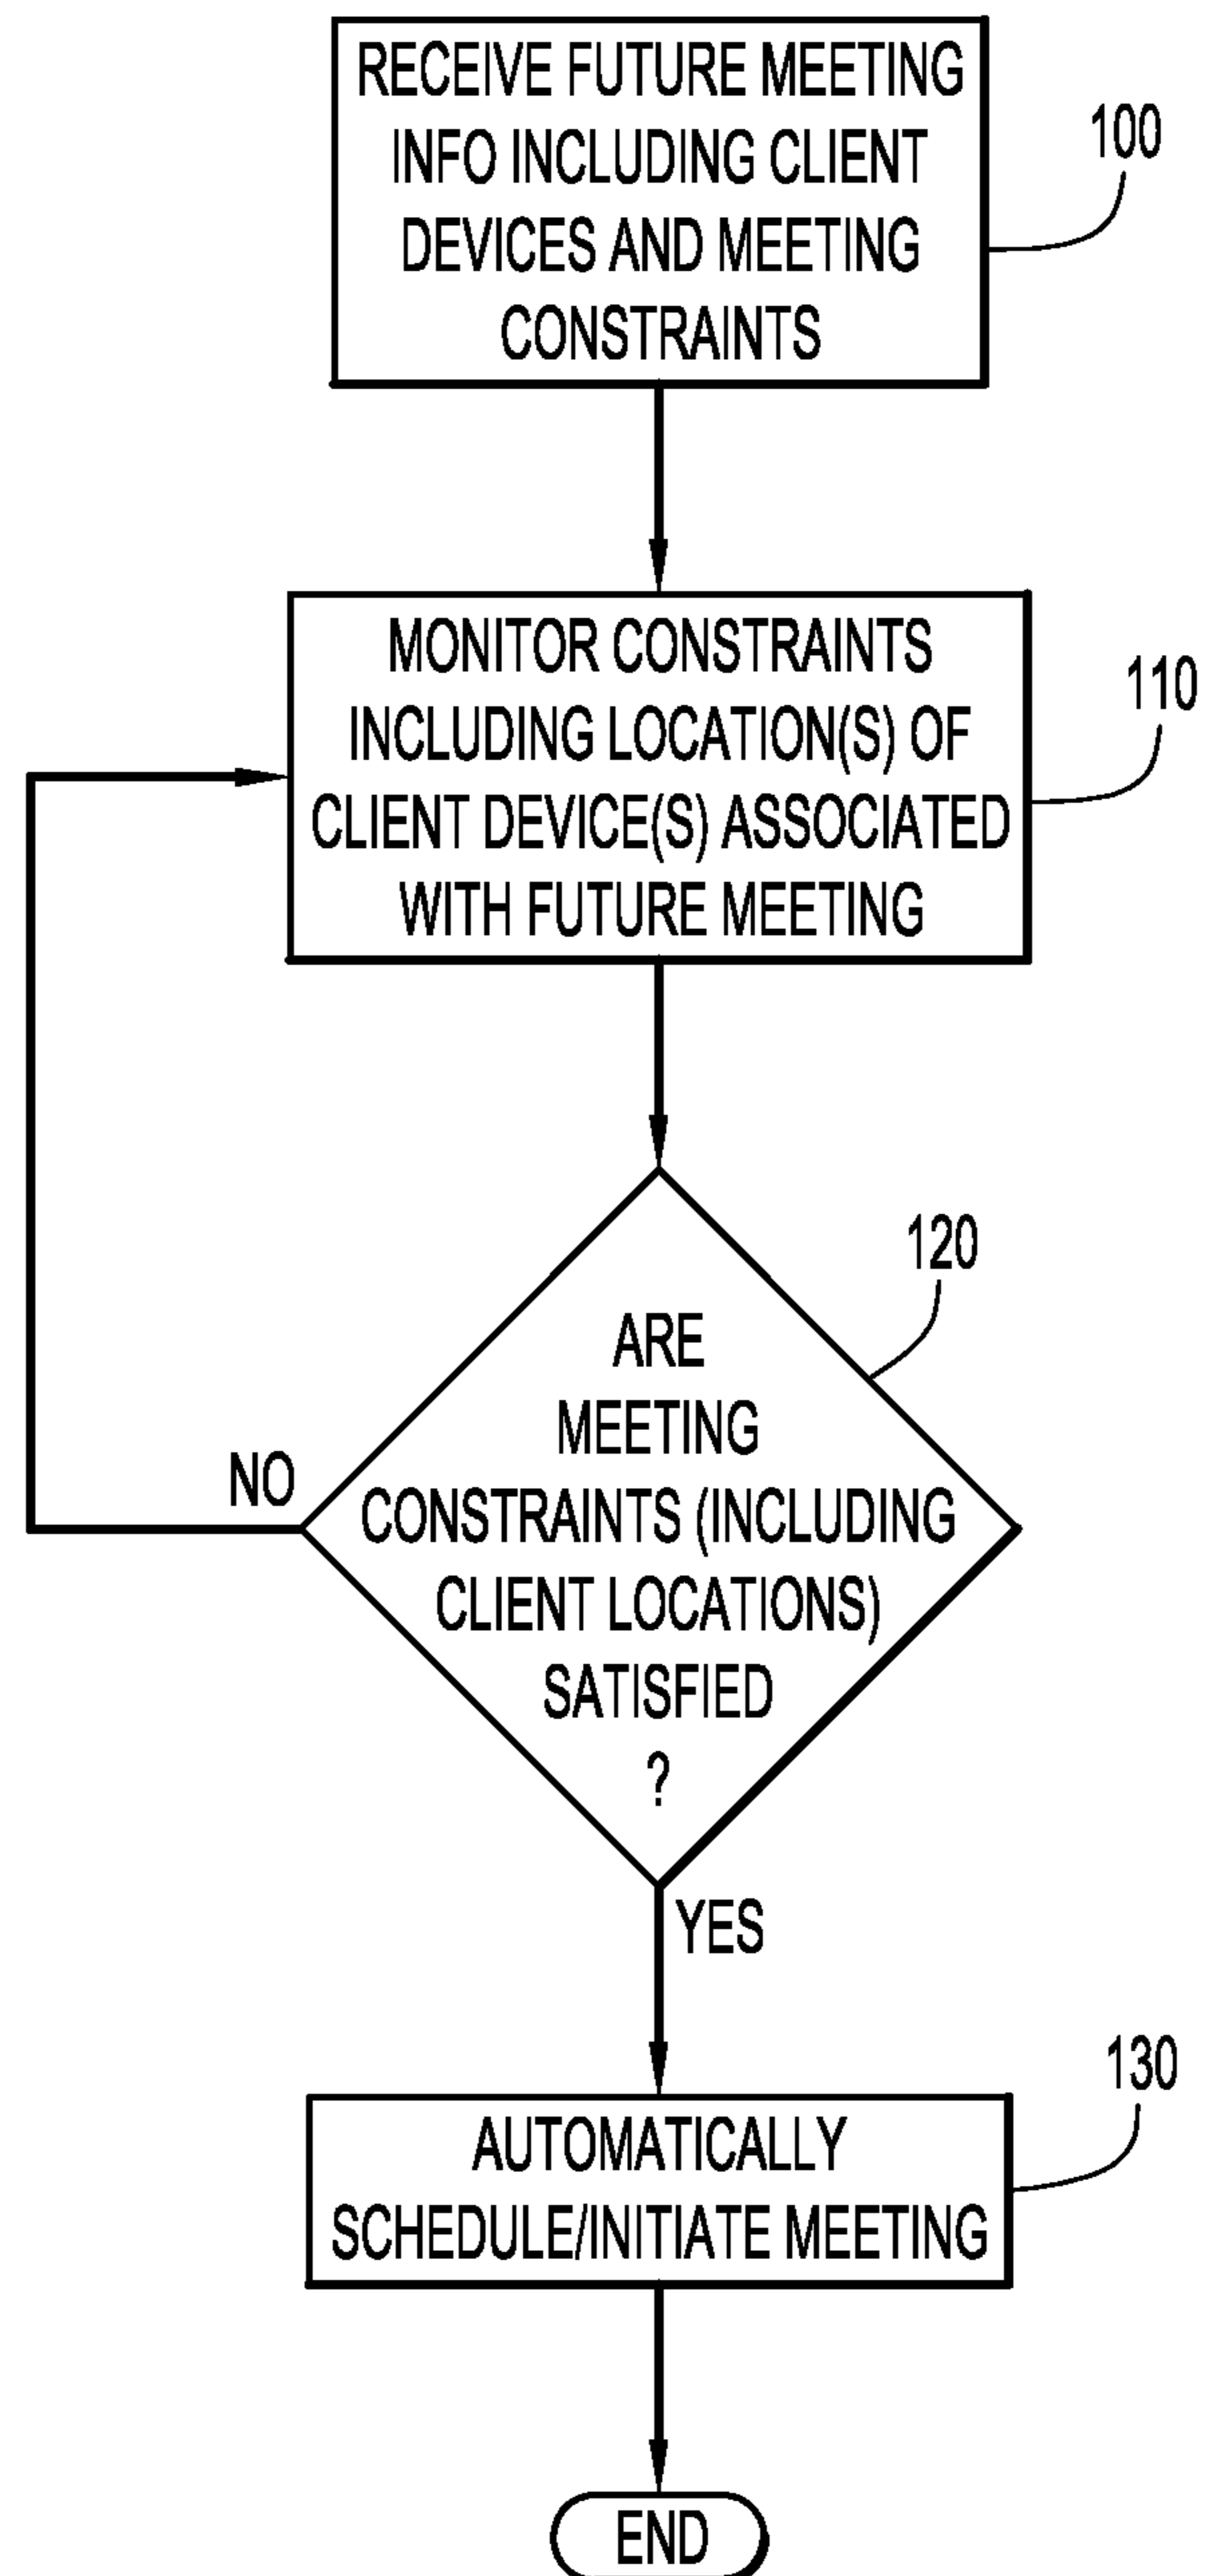 RECEIVE FUTURE MEETING
INFO INCLUDING CLIENT
DEVICES AND MEETING
CONSTRAINTS
100
MONITOR CONSTRAINTS
INCLUDING LOCATION(S) OF
CLIENT DEVICE(S) ASSOCIATED
WITH FUTURE MEETING
110
ARE
MEETING
CONSTRAINTS (INCLUDING
CLIENT LOCATIONS)
SATISFIED
?
120
NO
YES
AUTOMATICALLY
SCHEDULE/INITIATE MEETING
130
END